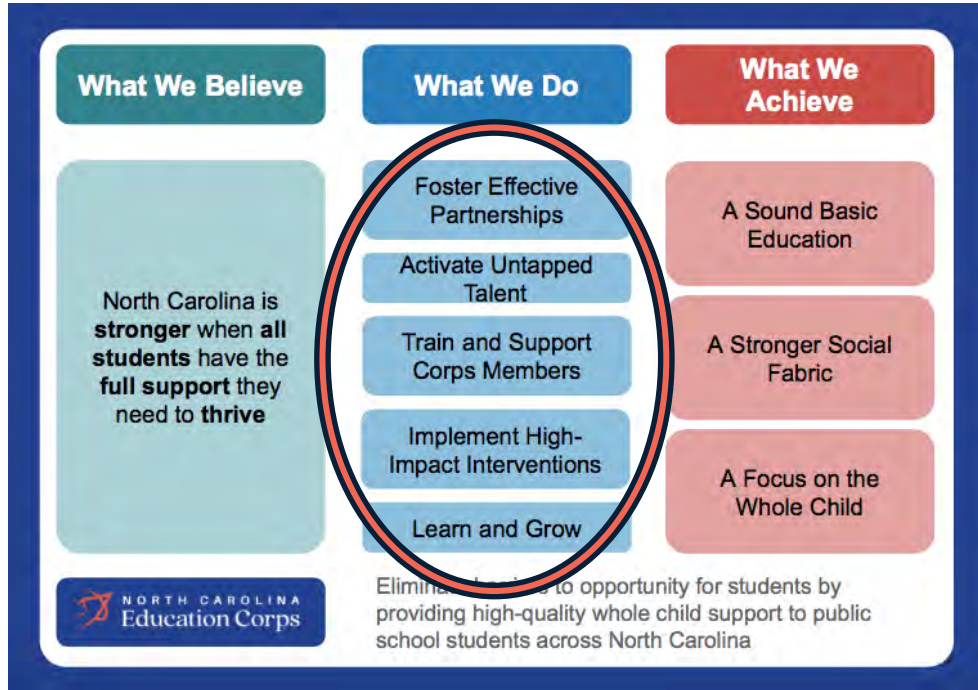 What We Believe
What We Do
What We
Achieve
North Carolina is
stronger when all
students have the
full support they
need to thrive
Foster Effective
Partnerships
Activate Untapped
Talent
Train and Support
Corps Members
Implement High-
Impact Interventions
Learn and Grow
A Sound Basic
Education
A Stronger Social
Fabric
A Focus on the
Whole Child
NORTH CAROLINA
Education Corps
to opportunity for students by
providing high-quality whole child support to public
school students across North Carolina